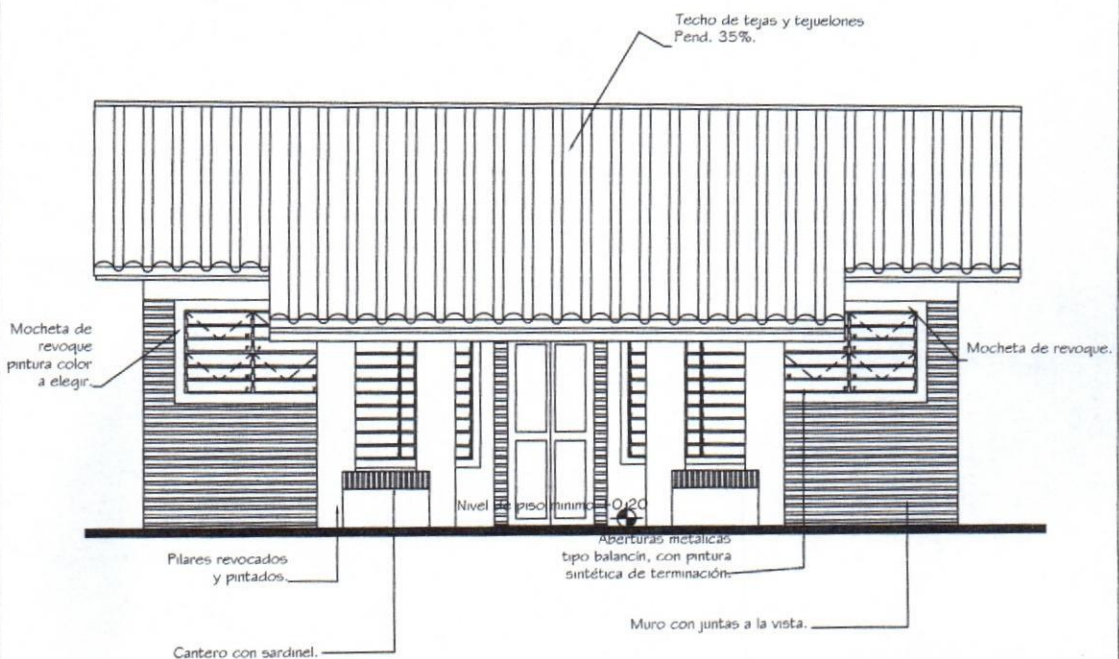 Techo de tejas y tejuelones
Pend. 35%.
Mocheta de
revoque
pintura color
a elegir.
Mocheta de revoque.
Nivel de piso minimo +0.20
Pilares revocados
y pintados.
Aberturas metálicas
tipo balancín, con pintura
sintética de terminación.
Muro con juntas a la vista.
Cantero con sardinel.